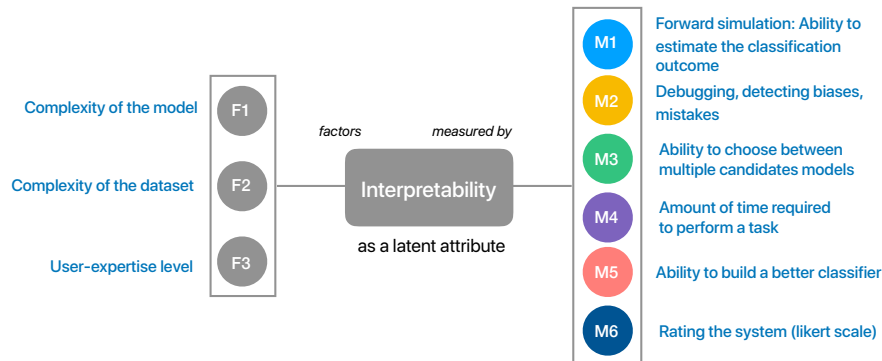 Complexity of the model
F1
Complexity of the dataset
F2
User-expertise level
F3
factors
measured by
Interpretability
as a latent attribute
M1
Forward simulation: Ability to
estimate the classification
outcome
M2
Debugging, detecting biases,
mistakes
M3
Ability to choose between
multiple candidates models
M4
Amount of time required
to perform a task
M5
Ability to build a better classifier
M6
Rating the system (likert scale)